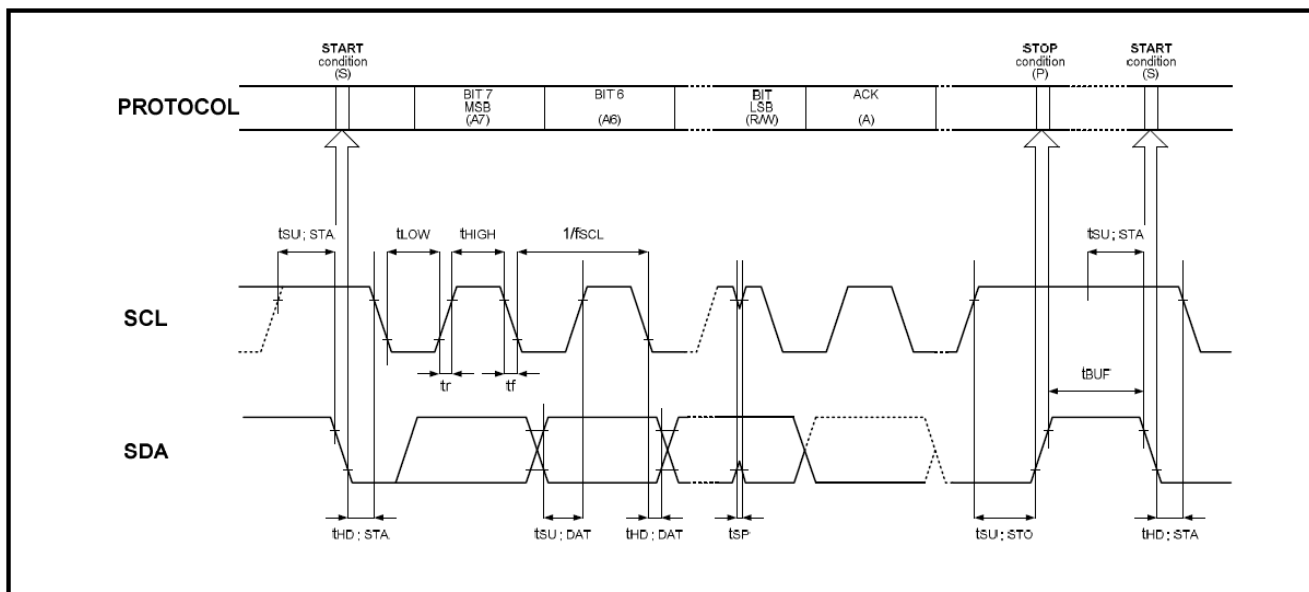 START
condition
(S)
STOP
condition
(P)
START
condition
(S)
PROTOCOL
BIT 7
MSB
(A7)
BIT 6
(A6)
BIT
LSB
(R/W)
ACK
(A)
tSU; STA
tLOW
tHIGH
1/fSCL
tSU; STA
SCL
tr
tf
tBUF
SDA
tHD; STA
tSU; DAT
tHD; DAT
tSP
tSU; STO
tHD; STA